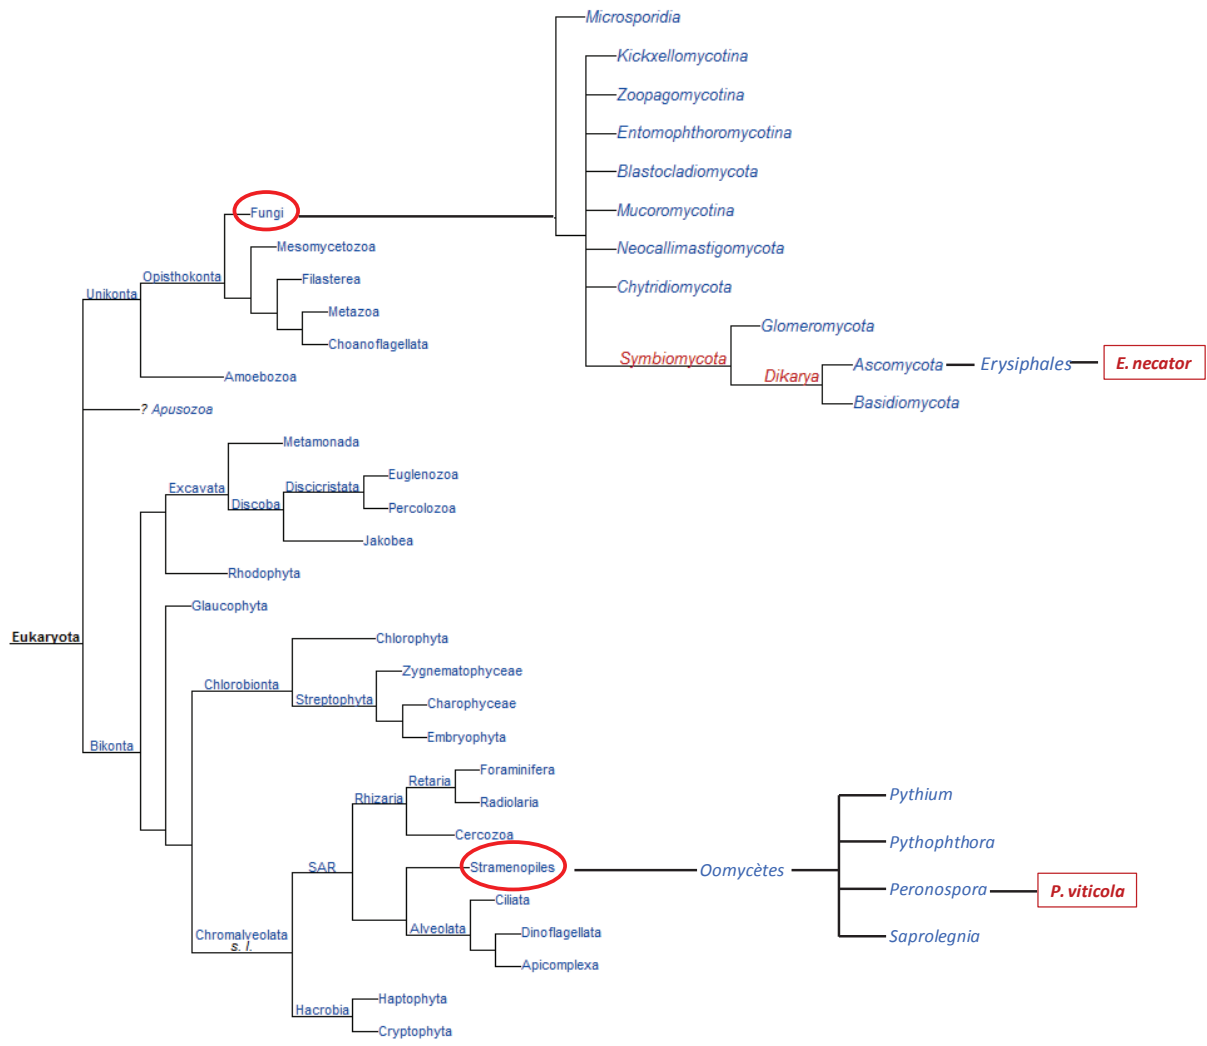 Microsporidia
Kickxellomycotina
Zoopagomycotina
Entomophthoromycotina
Blastocladiomycota
Mucoromycotina
Neocallimastigomycota
Chytridiomycota
Glomeromycota
Symbiomycota
Dikarya
Ascomycota
Erysiphales
E. necator
Basidiomycota
Fungi
Mesomycetozoa
Opisthokonta
Filasterea
Unikonta
Metazoa
Choanoflagellata
Amoebozoa
? Apusozoa
Metamonada
Euglenozoa
Excavata
Discicristata
Discoba
Percolozoa
Jakobea
Rhodophyta
Glaucophyta
Eukaryota
Chlorophyta
Zygnematophyceae
Chlorobionta
Streptophyta
Charophyceae
Embryophyta
Bikonta
Foraminifera
Retaria
Rhizaria
Radiolaria
Cercozoa
SAR
Stramenopiles
Oomycètes
Pythium
Pythophthora
Peronospora
P. viticola
Saprolegnia
Ciliata
Alveolata
Dinoflagellata
Apicomplexa
Chromalveolata
s. l.
Haptophyta
Hacrobia
Cryptophyta